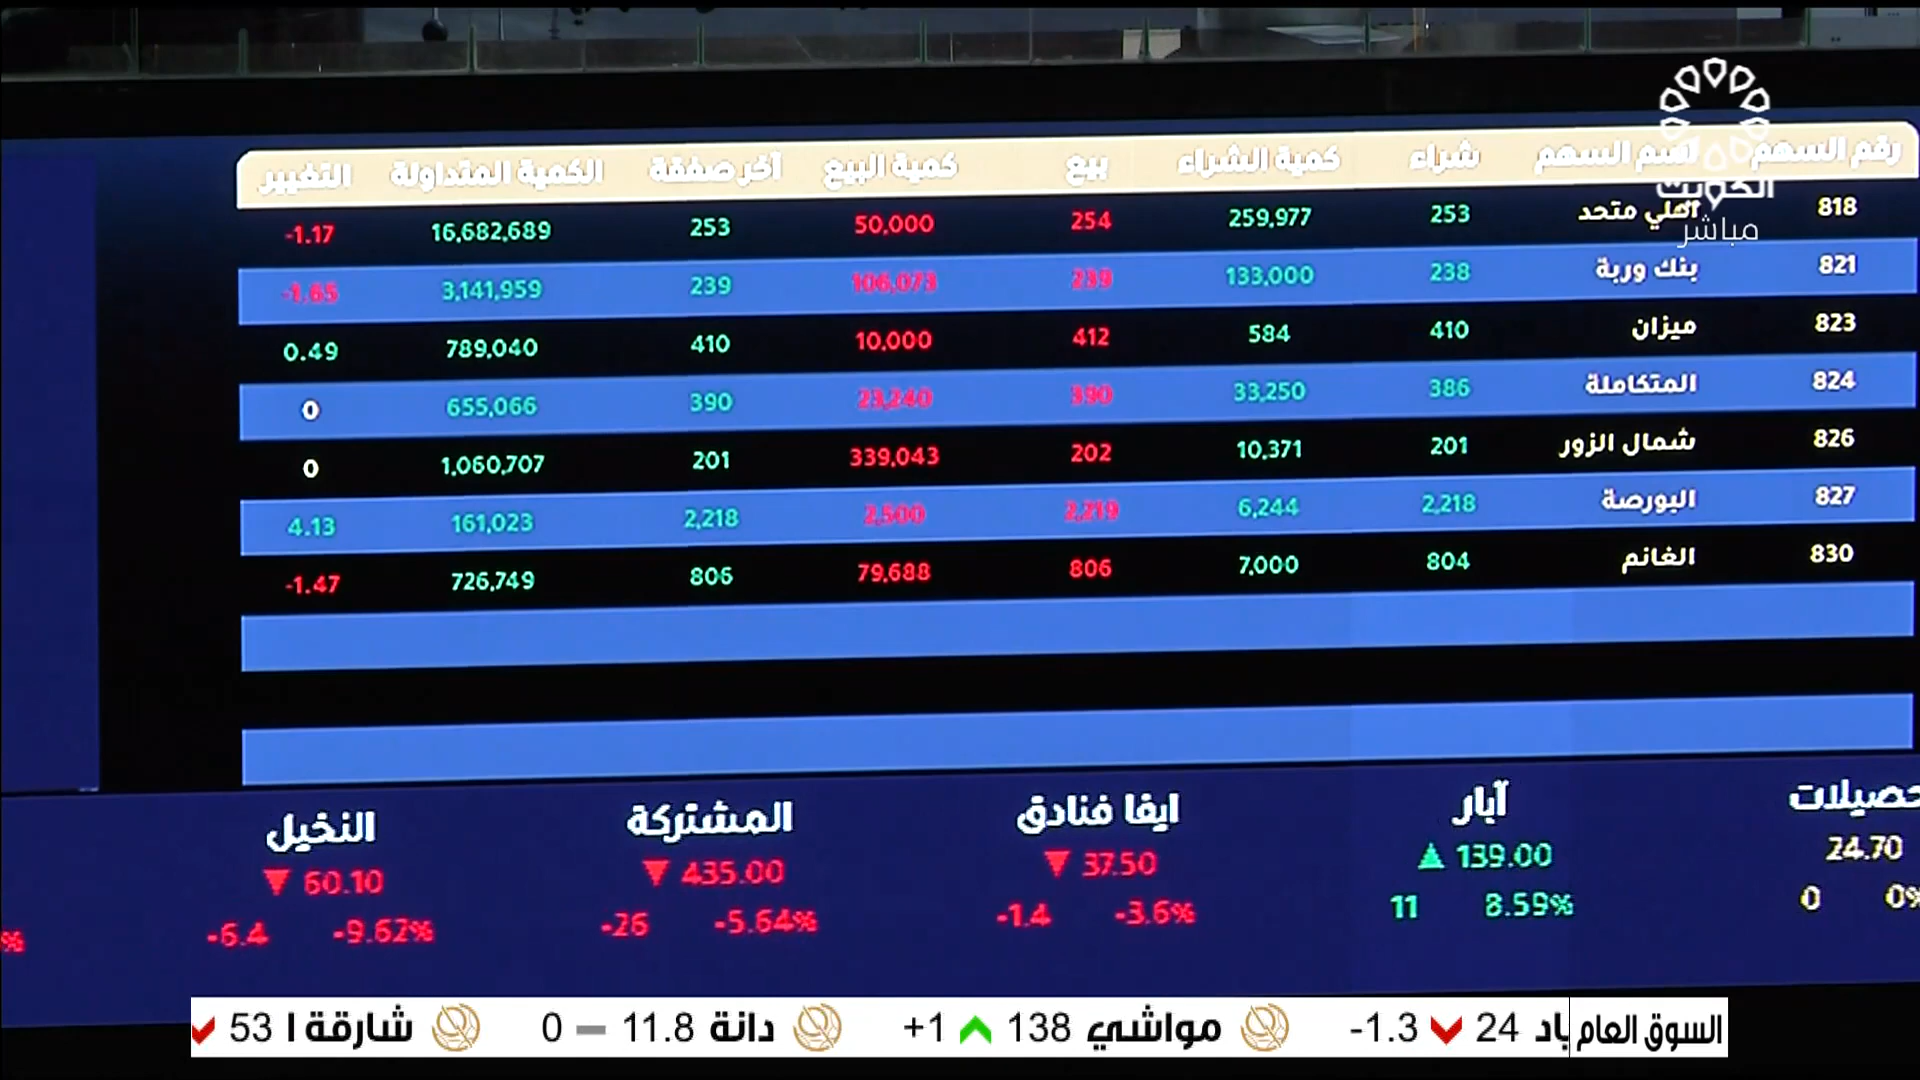 الكويت
مباشر
رقم السهم اسم السهم شراء كمية الشراء بيع كمية البيع آخر صفقة الكمية المتداولة التغيير
818 أهلي متحد 253 259,977 254 50,000 253 16,682,689 -1.17
821 بنك وربة 238 133,000 239 106,073 239 3,141,959 -1.65
823 ميزان 410 584 412 10,000 410 789,040 0.49
824 المتكاملة 386 33,250 390 23,240 390 655,066 0
826 شمال الزور 201 10,371 202 339,043 201 1,060,707 0
827 البورصة 2,218 6,244 2,219 2,500 2,218 161,023 4.13
830 الغانم 804 7,000 806 79,688 806 726,749 -1.47
حصيلات آبار ايفا فنادق المشتركة النخيل
24.70 ▲ 139.00 ▼ 37.50 ▼ 435.00 ▼ 60.10
0% 0 8.59% 11 -3.6% -1.4 -5.64% -26 -9.62% -6.4 %
السوق العام باد 24 -1.3 مواشي 138 +1 دانة 11.8 0 شارقة ا 53